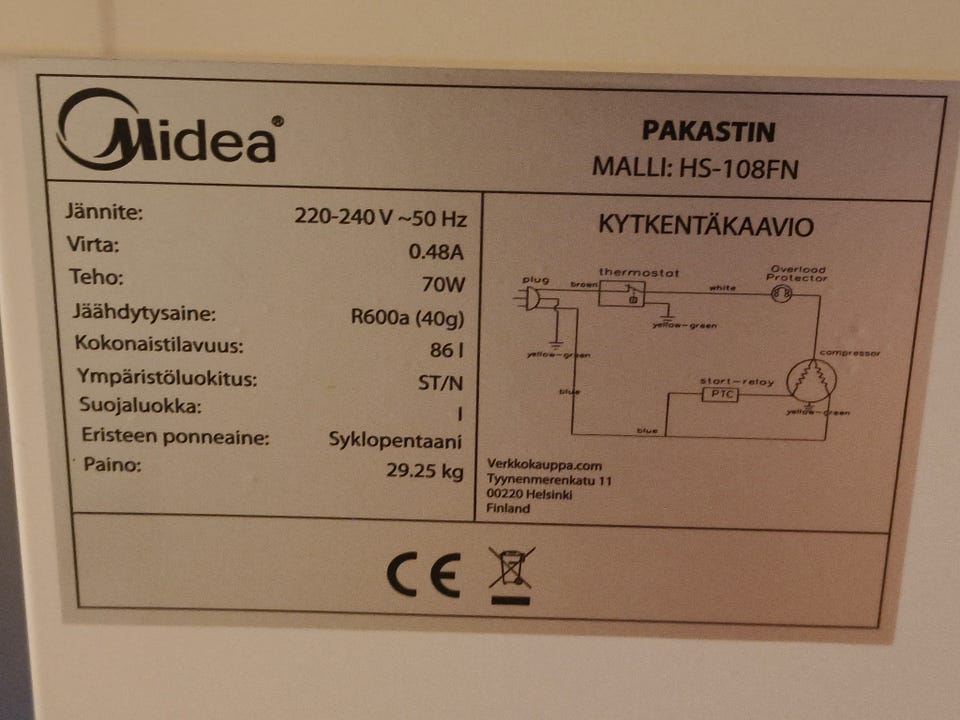 Midea®
PAKASTIN
MALLI: HS-108FN
Jännite: 220-240 V ~50 Hz
Virta: 0.48A
Teho: 70W
Jäähdytysaine: R600a (40g)
Kokonaistilavuus: 86 l
Ympäristöluokitus: ST/N
Suojaluokka: I
Eristeen ponneaine: Syklopentaani
Paino: 29.25 kg
KYTKENTÄKAAVIO
plug
brown
thermostat
white
Overload
Protector
yellow-green
yellow-green
compressor
blue
start-relay
PTC
yellow-green
blue
Verkkokauppa.com
Tyynenmerenkatu 11
00220 Helsinki
Finland
CE